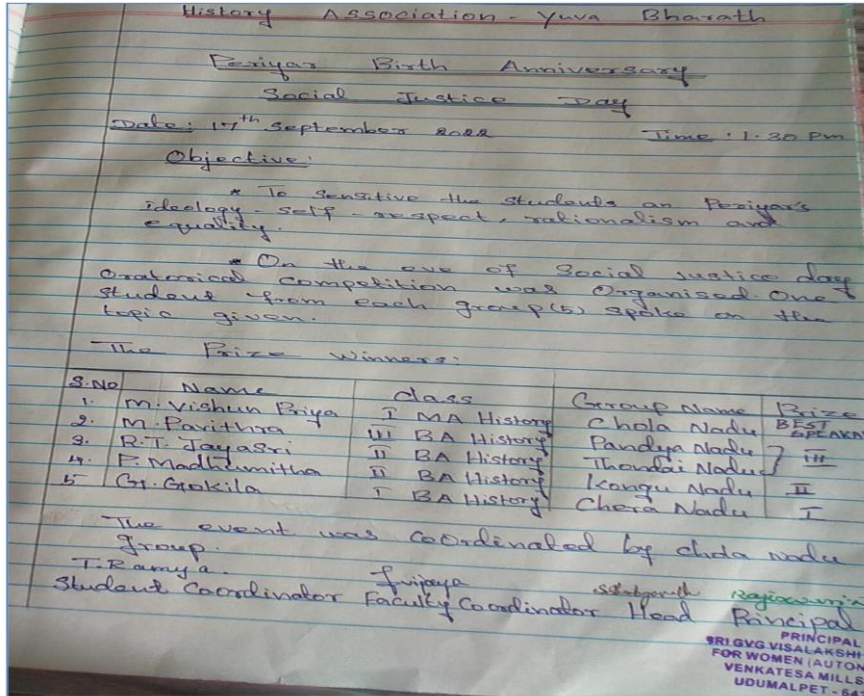 History Association - Yuva Bharath
Periyar Birth Anniversary
Social Justice Day
Date: 17th September 2022 Time: 1.30 Pm
Objective:
* To sensitive the students an Periyar's
ideology - self - respect, rationalism and
equality.
* On the eve of Social Justice day
Oratorical Competition was Organised. One
student from each group (5) spoke on the
topic given.
The Prize winners:
S.No Name class Group Name Prize
1. M. Vishun Priya I MA History Chola Nadu BEST SPEAKER
2. M. Pavithra III BA History Pandya Nadu } III
3. R.T. Jayasri II BA History Thondai Nadu
4. P. Madhumitha II BA History Kongu Nadu II
5 G. Gokila I BA History Chera Nadu I
The event was coordinated by chola nadu
group.
T. Ramya.
Student Coordinator Faculty Coordinator Head Principal
PRINCIPAL
SRI GVG VISALAKSHI
FOR WOMEN (AUTON
VENKATESA MILLS
UDUMALPET -